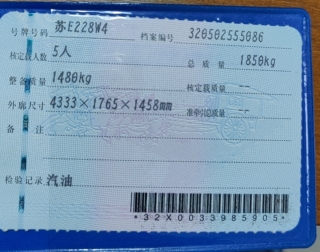 号牌号码 苏E228W4 档案编号 320502555086
核定载人数 5人 总质量 1850kg
整备质量 1480kg 核定载质量 --
外廓尺寸 4333×1765×1458mm 准牵引总质量 --
备注
检验记录 汽油
*32X0033985905*